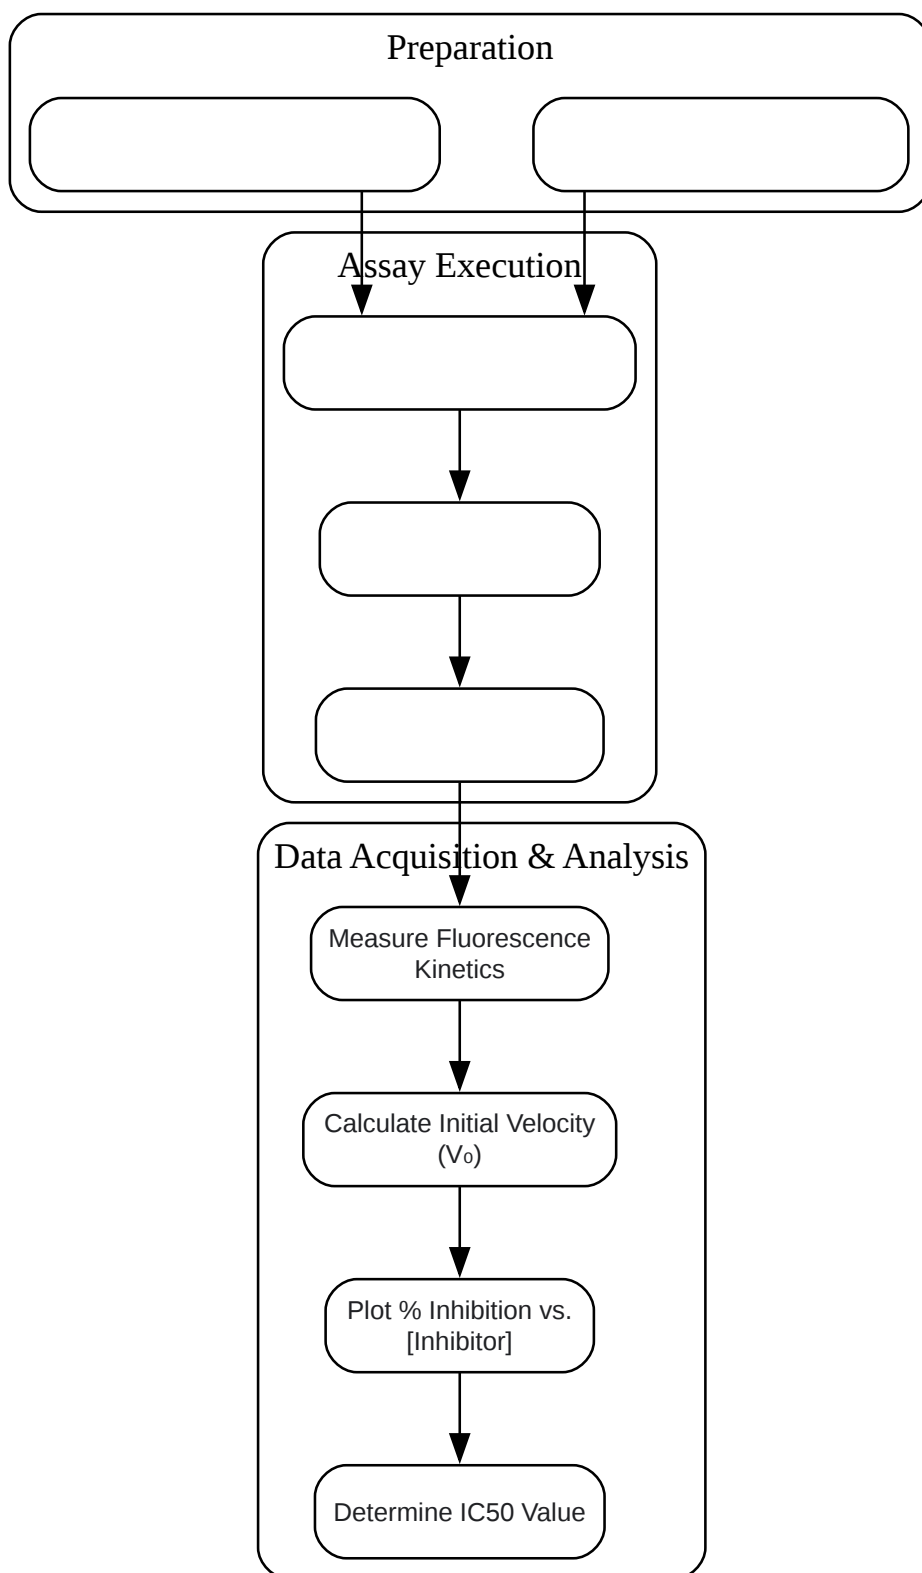 Preparation
Assay Execution
Data Acquisition & Analysis
Measure Fluorescence
Kinetics
Calculate Initial Velocity
(V₀)
Plot % Inhibition vs.
[Inhibitor]
Determine IC50 Value